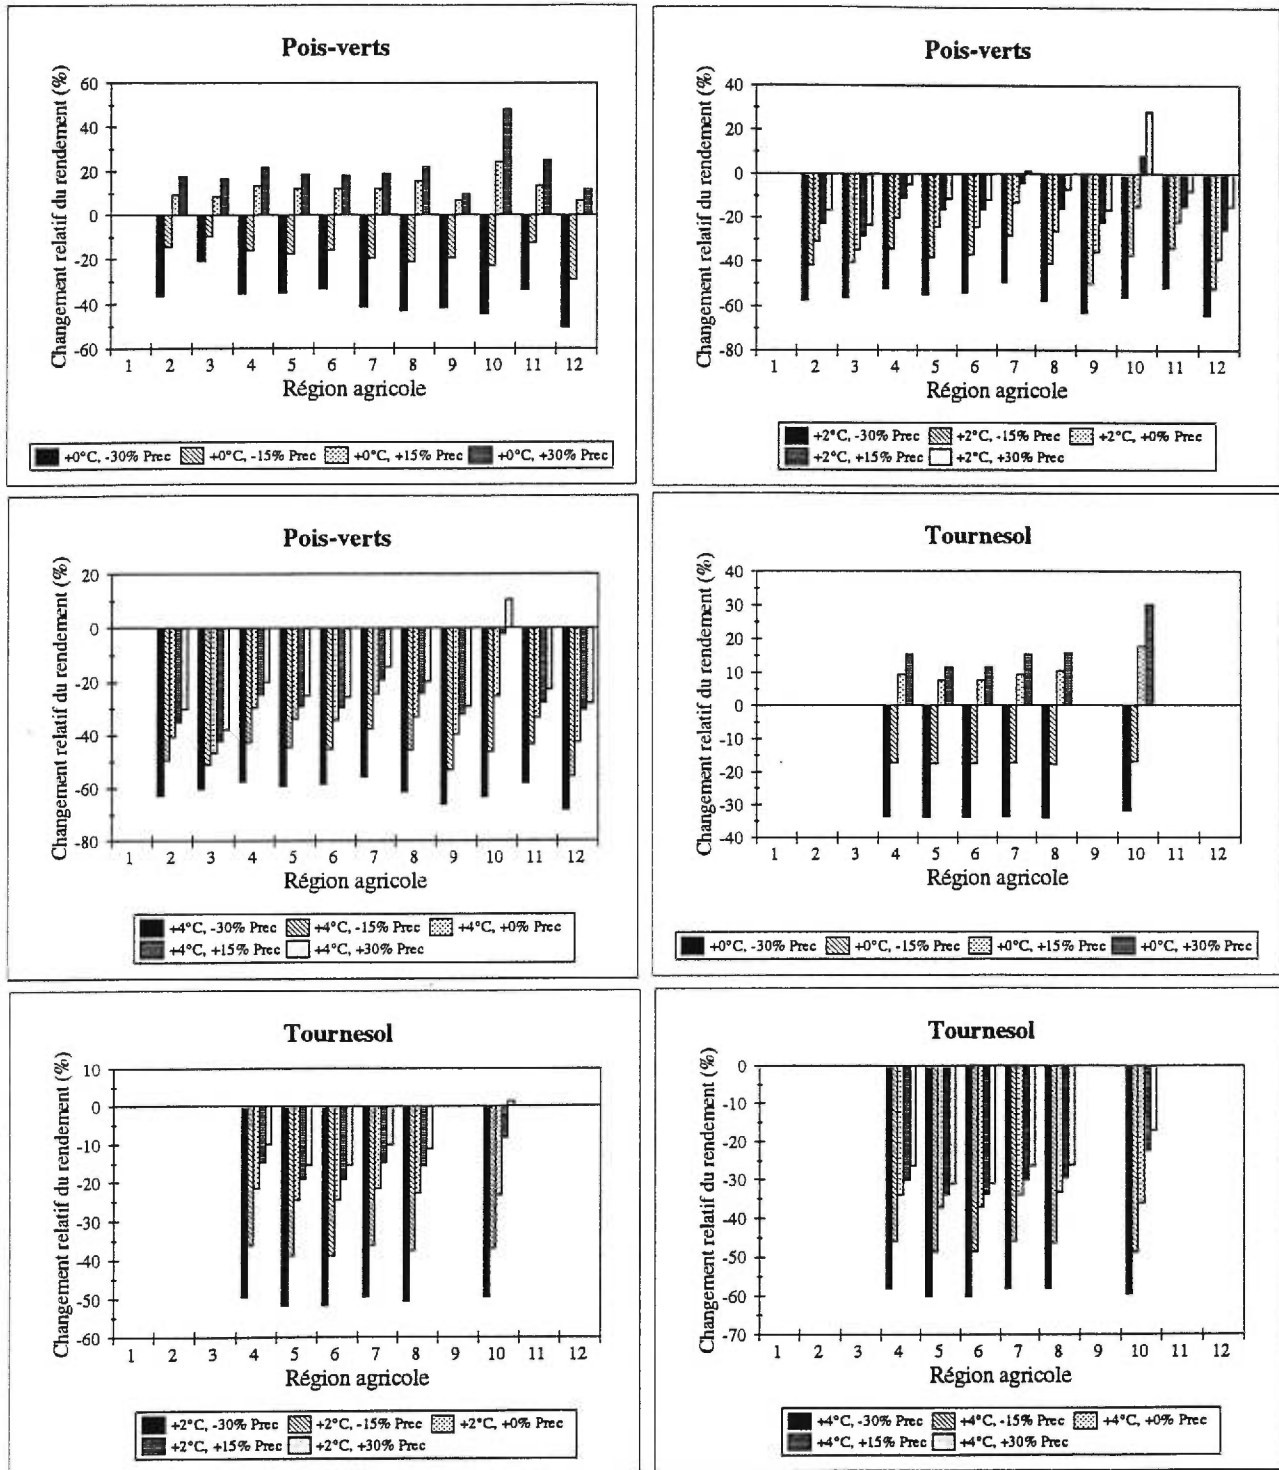 Pois-verts
Changement relatif du rendement (%)
60
40
20
0
-20
-40
-60
1 2 3 4 5 6 7 8 9 10 11 12
Région agricole
+0°C, -30% Prec +0°C, -15% Prec +0°C, +15% Prec +0°C, +30% Prec
Pois-verts
Changement relatif du rendement (%)
40
20
0
-20
-40
-60
-80
1 2 3 4 5 6 7 8 9 10 11 12
Région agricole
+2°C, -30% Prec +2°C, -15% Prec +2°C, +0% Prec
+2°C, +15% Prec +2°C, +30% Prec
Pois-verts
Changement relatif du rendement (%)
20
0
-20
-40
-60
-80
1 2 3 4 5 6 7 8 9 10 11 12
Région agricole
+4°C, -30% Prec +4°C, -15% Prec +4°C, +0% Prec
+4°C, +15% Prec +4°C, +30% Prec
Tournesol
Changement relatif du rendement (%)
40
30
20
10
0
-10
-20
-30
-40
1 2 3 4 5 6 7 8 9 10 11 12
Région agricole
+0°C, -30% Prec +0°C, -15% Prec +0°C, +15% Prec +0°C, +30% Prec
Tournesol
Changement relatif du rendement (%)
10
0
-10
-20
-30
-40
-50
-60
1 2 3 4 5 6 7 8 9 10 11 12
Région agricole
+2°C, -30% Prec +2°C, -15% Prec +2°C, +0% Prec
+2°C, +15% Prec +2°C, +30% Prec
Tournesol
Changement relatif du rendement (%)
0
-10
-20
-30
-40
-50
-60
-70
1 2 3 4 5 6 7 8 9 10 11 12
Région agricole
+4°C, -30% Prec +4°C, -15% Prec +4°C, +0% Prec
+4°C, +15% Prec +4°C, +30% Prec